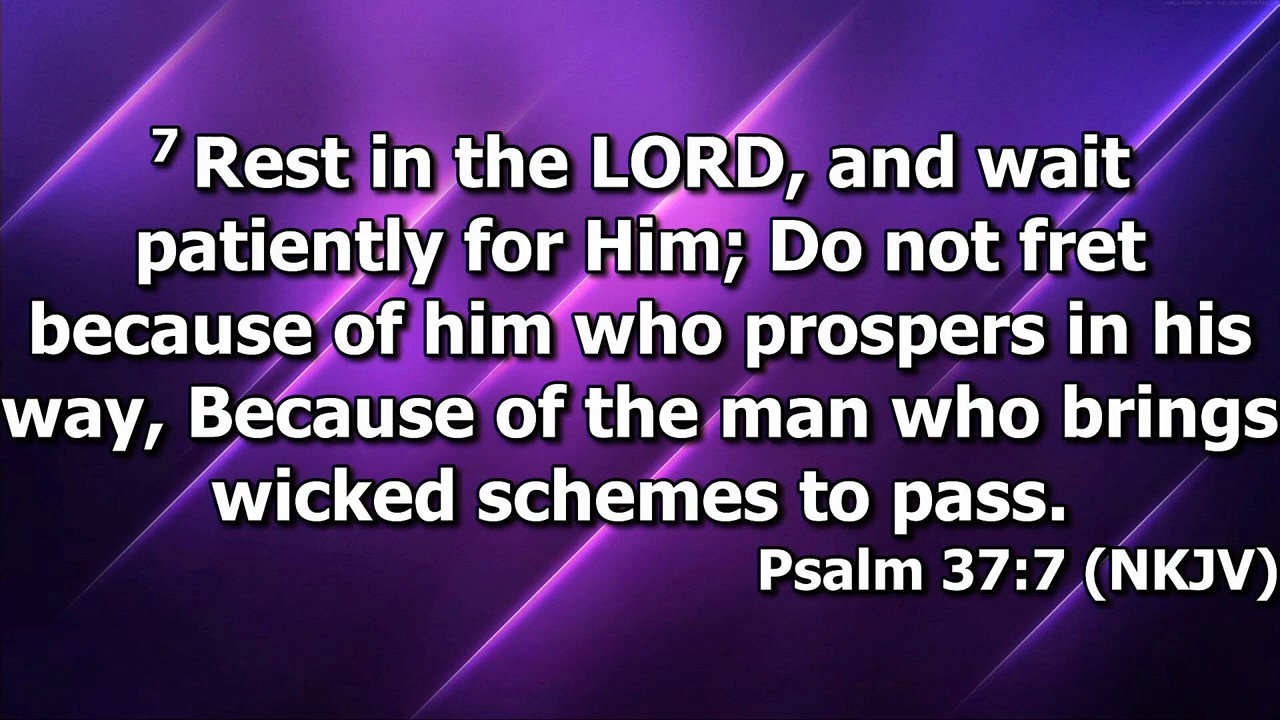 ⁷ Rest in the LORD, and wait
patiently for Him; Do not fret
because of him who prospers in his
way, Because of the man who brings
wicked schemes to pass.
Psalm 37:7 (NKJV)